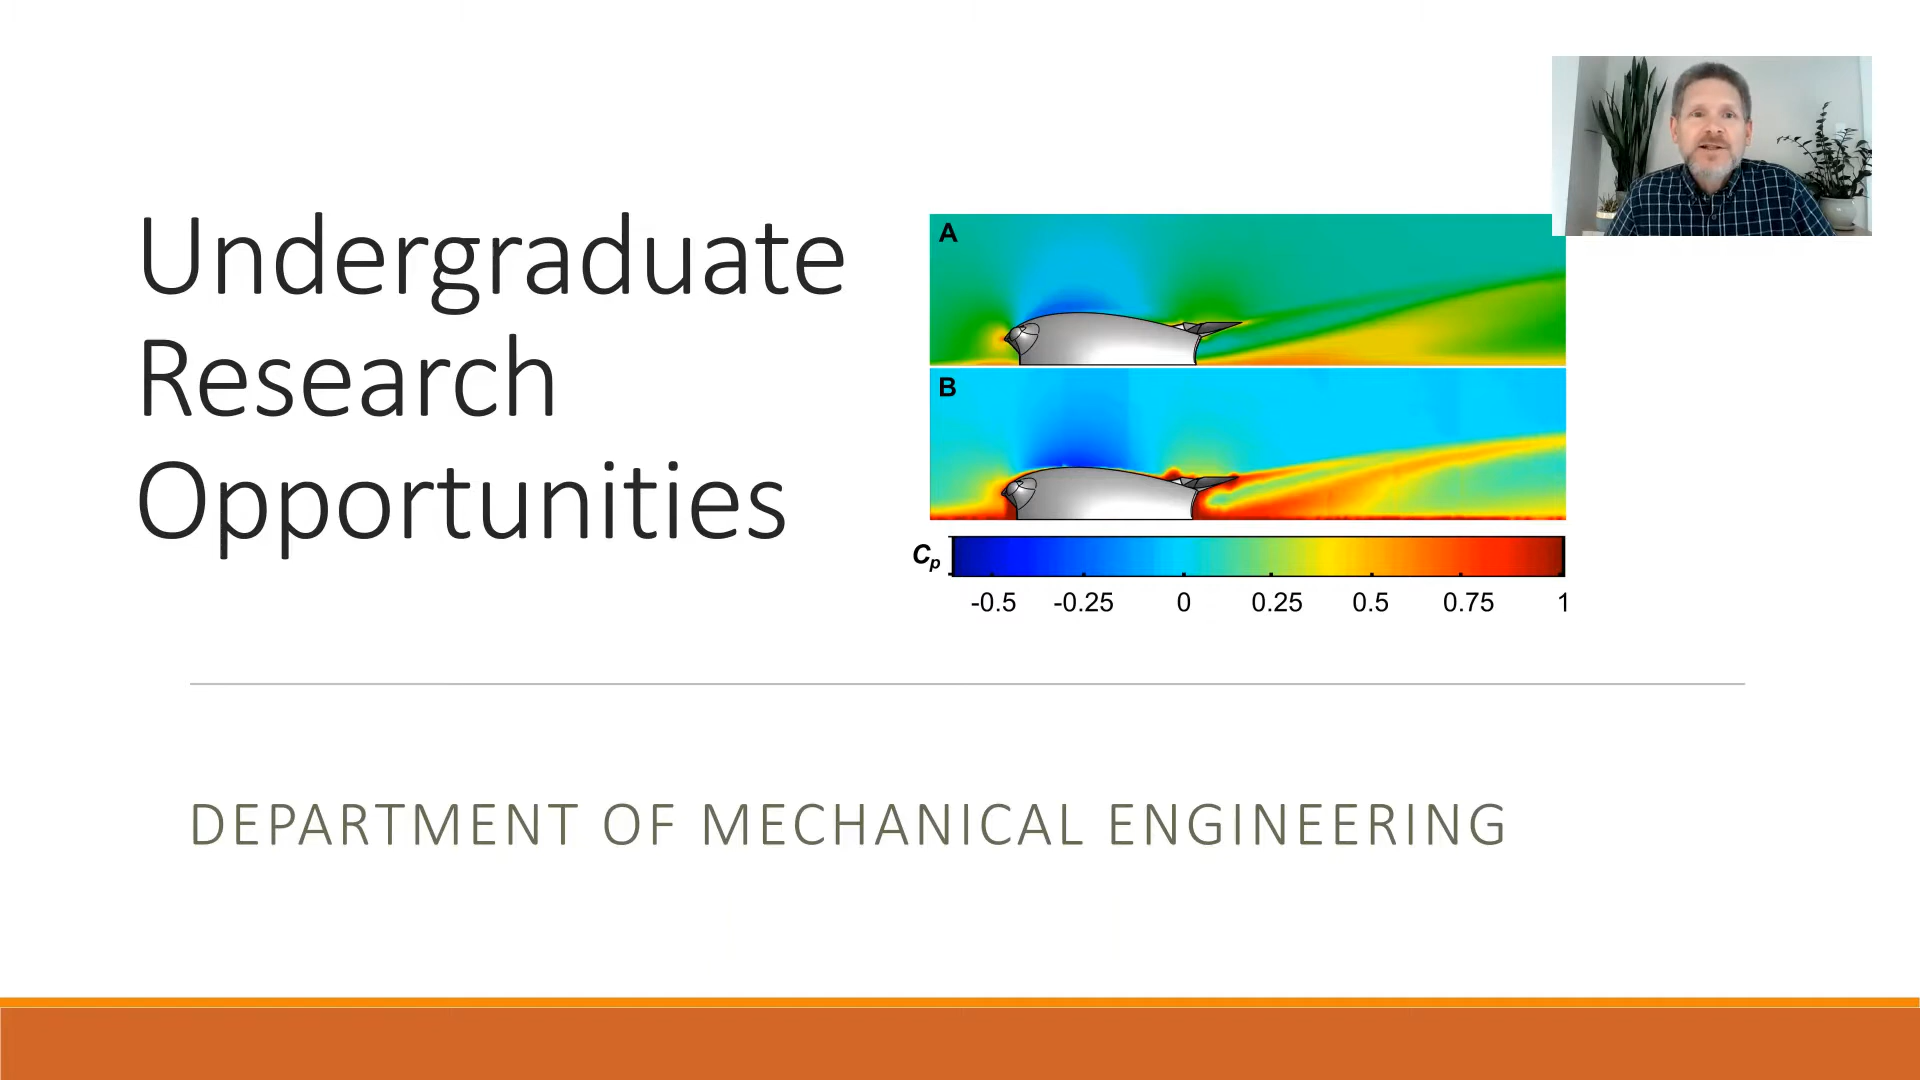 Undergraduate
Research
Opportunities
A
B
Cp
-0.5 -0.25 0 0.25 0.5 0.75 1
DEPARTMENT OF MECHANICAL ENGINEERING